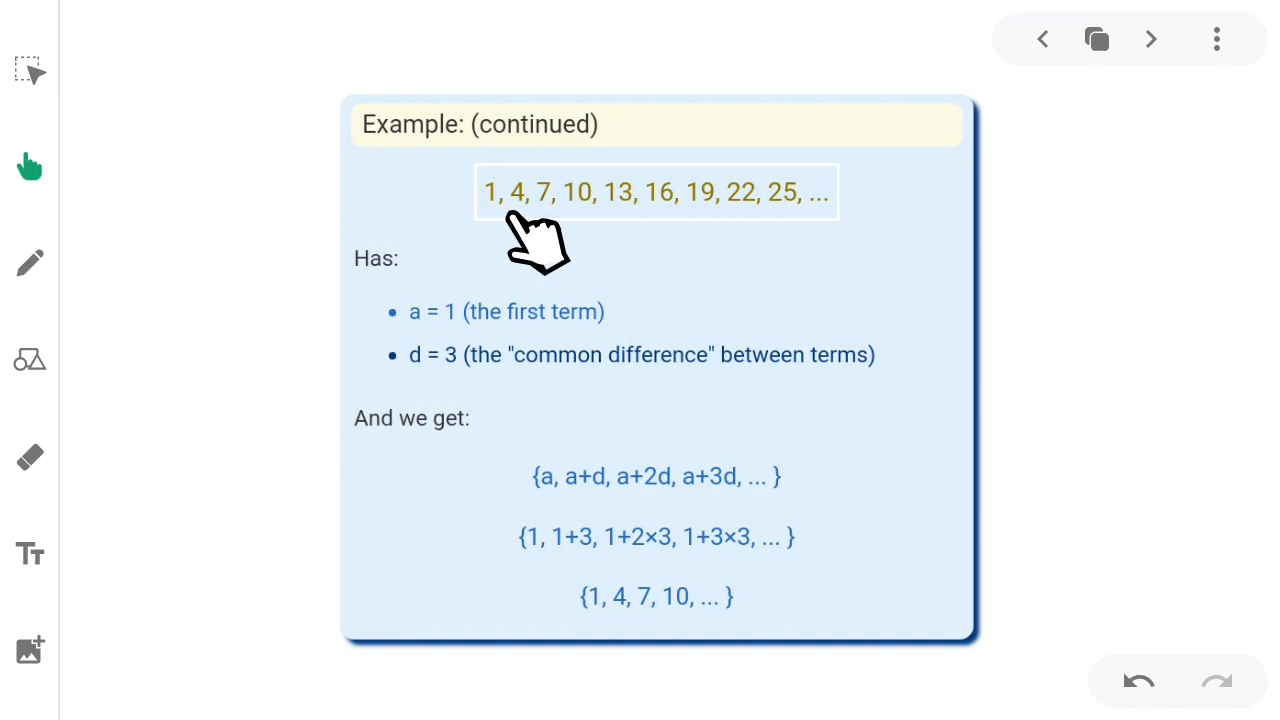 Example: (continued)
1, 4, 7, 10, 13, 16, 19, 22, 25, ...
Has:
• a = 1 (the first term)
• d = 3 (the "common difference" between terms)
And we get:
{a, a+d, a+2d, a+3d, ... }
{1, 1+3, 1+2×3, 1+3×3, ... }
{1, 4, 7, 10, ... }